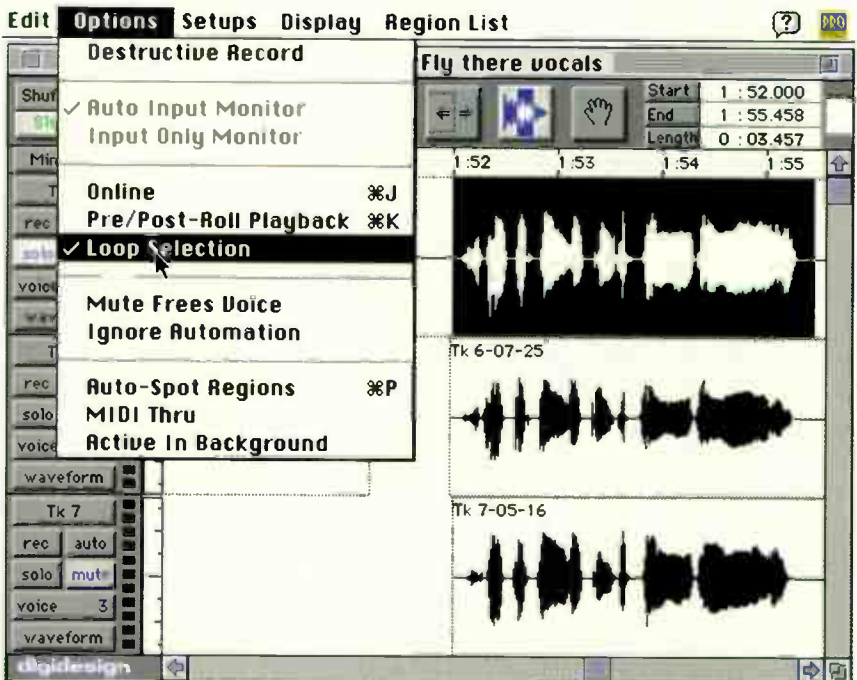 Edit Options Setups Display Region List
Destructive Record
Fly there vocals
Shuf
Start 1 :52.000
✓ Auto Input Monitor
End 1 :55.458
Input Only Monitor
Length 0 :03.457
1:52 1:53 1:54 1:55
Online ⌘J
rec
Pre/Post-Roll Playback ⌘K
solo
✓ Loop Selection
voice
Mute Frees Voice
Ignore Automation
Tk 6-07-25
rec
Auto-Spot Regions ⌘P
solo
MIDI Thru
voice
Active In Background
waveform
Tk 7
Tk 7-05-16
rec auto
solo mute
voice 3
waveform
digidesign